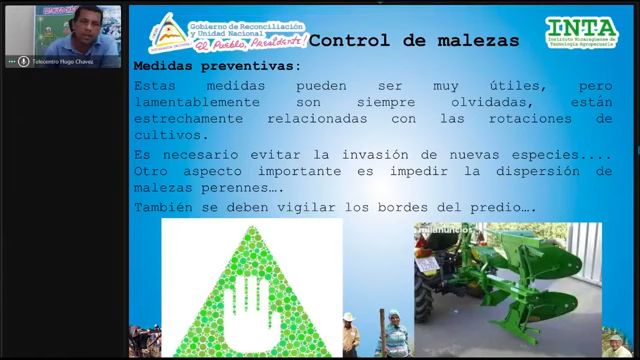 Gobierno de Reconciliación
y Unidad Nacional
El Pueblo, Presidente!
INTA
Instituto Nicaragüense de
Tecnología Agropecuaria
Control de malezas
Telecentro Hugo Chavez
Medidas preventivas:
Estas medidas pueden ser muy útiles, pero
lamentablemente son siempre olvidadas, están
estrechamente relacionadas con las rotaciones de
cultivos.
Es necesario evitar la invasión de nuevas especies....
Otro aspecto importante es impedir la dispersión de
malezas perennes….
También se deben vigilar los bordes del predio….
milanuncios